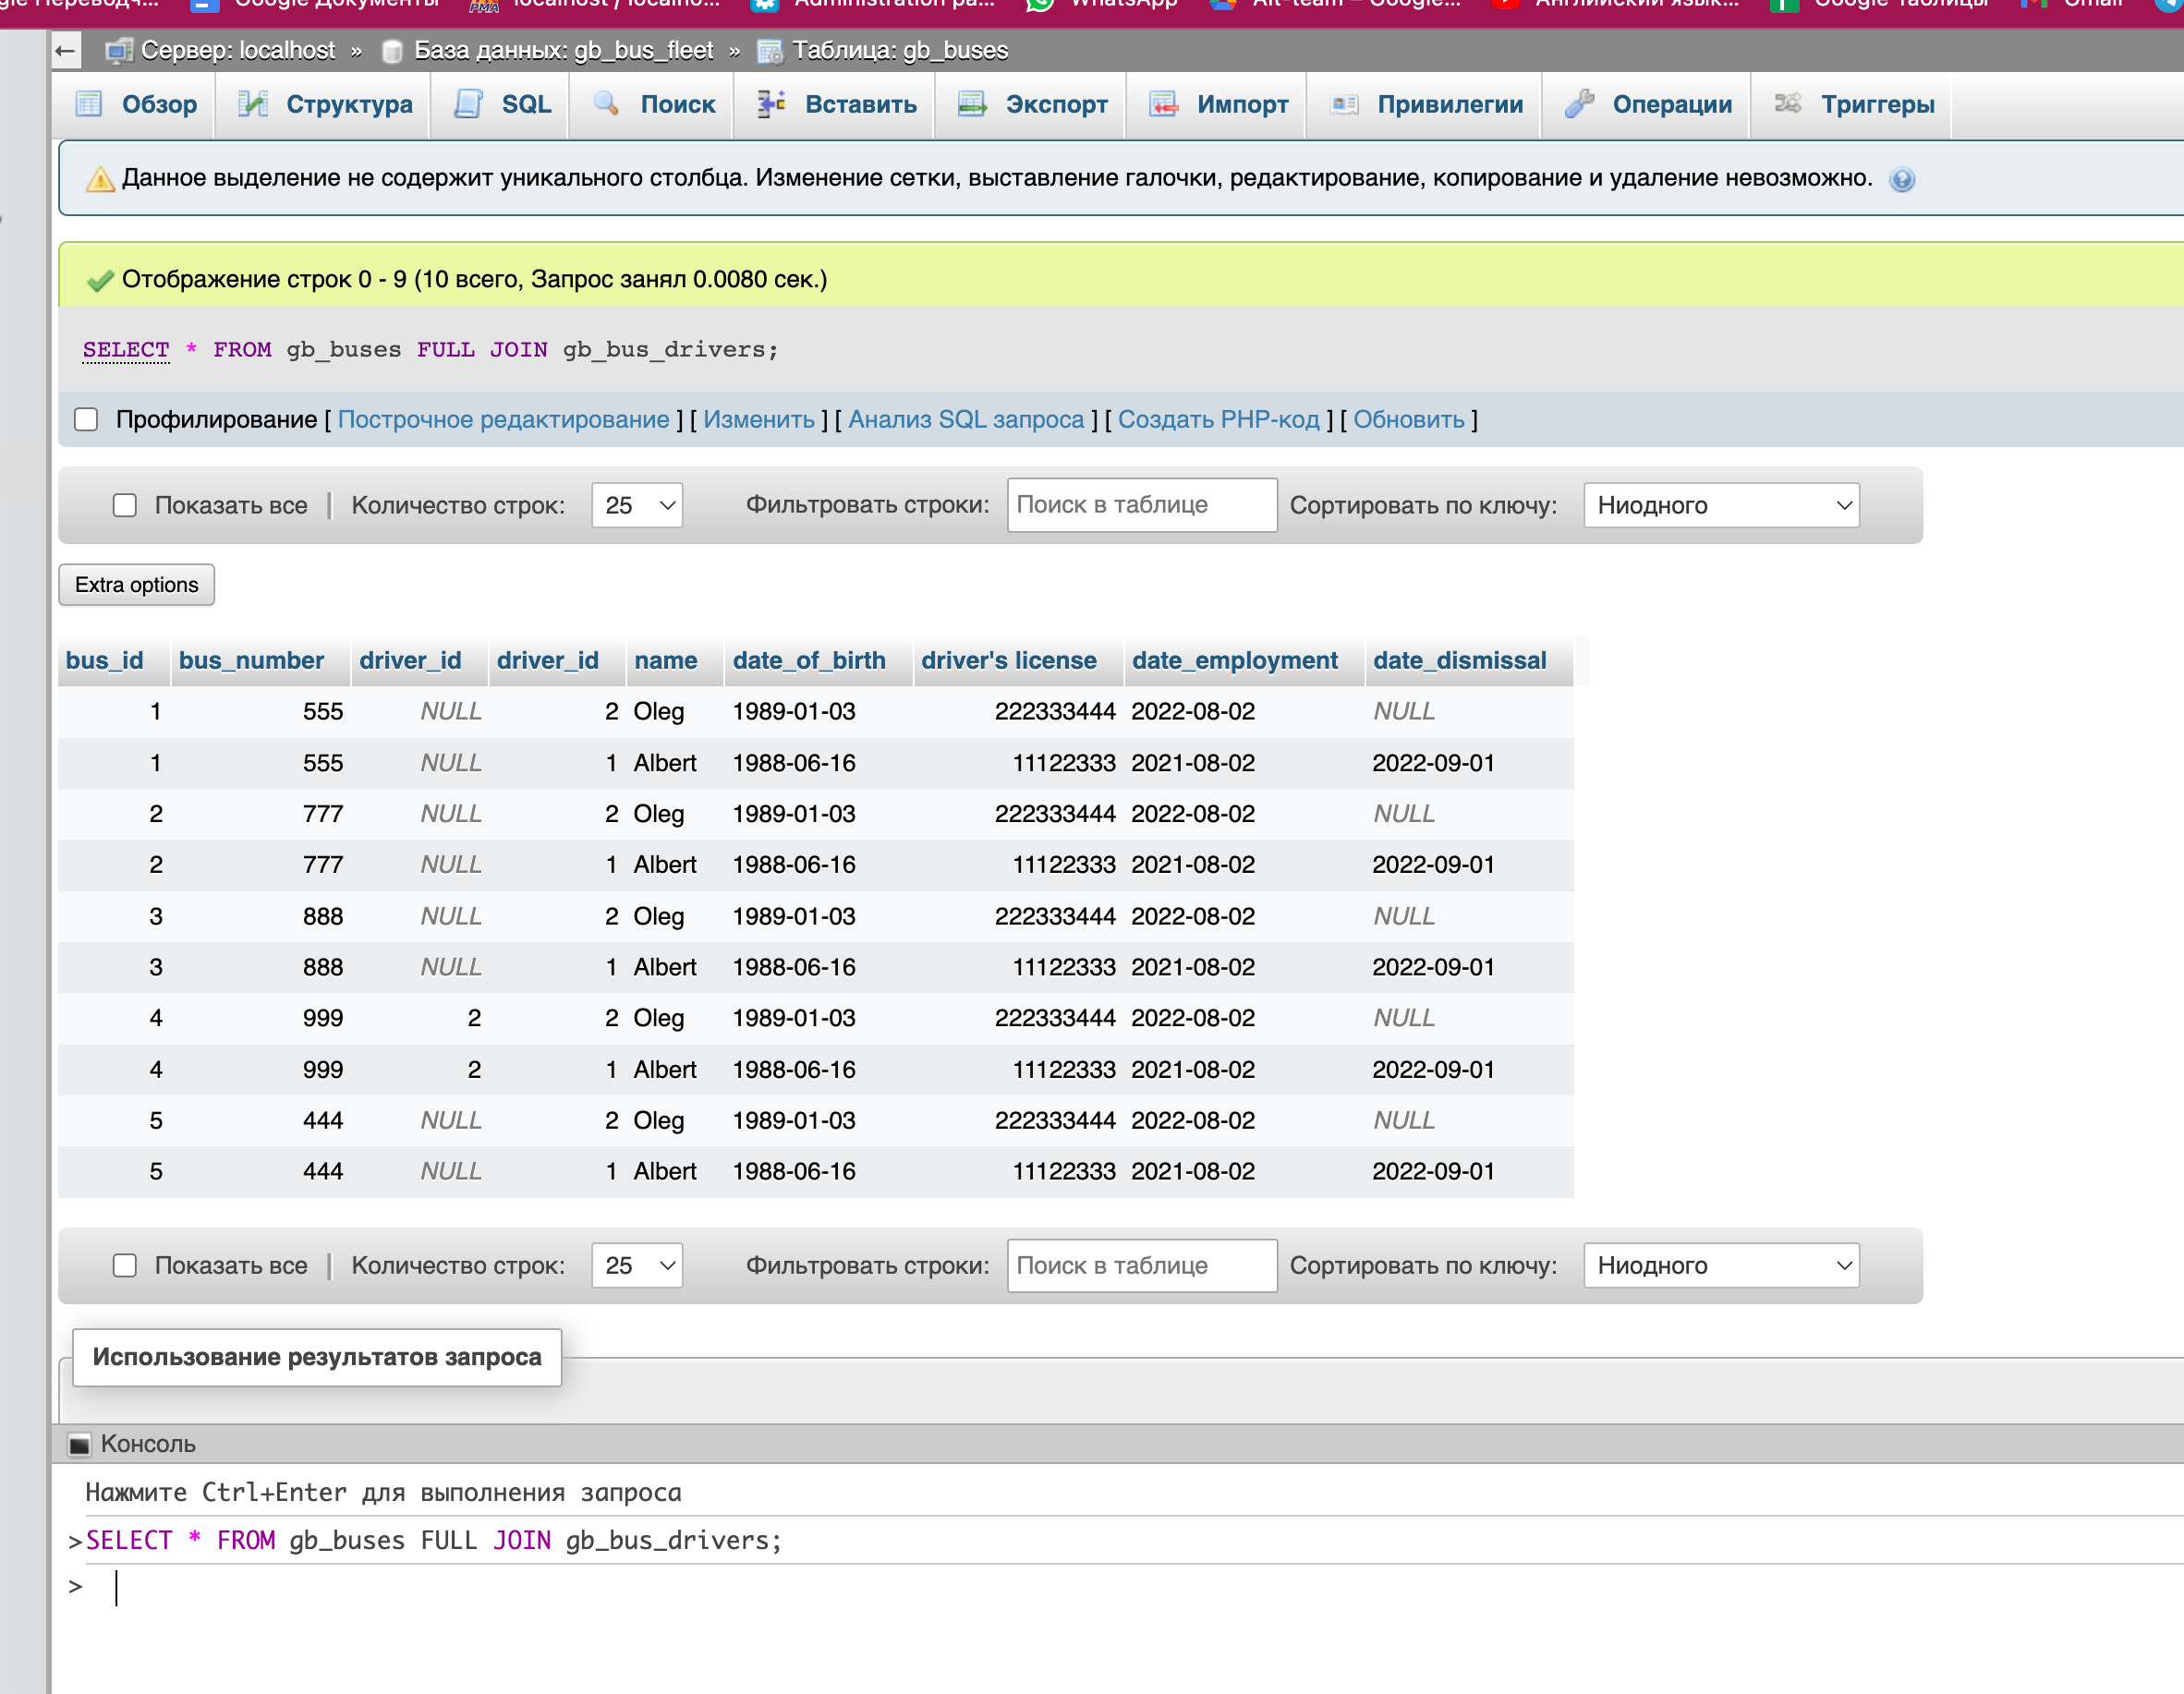 Google Документы localhost / localho... Administration pa... WhatsApp Alt-team – Google... Английский язык... Google Таблицы Gmail
Сервер: localhost » База данных: gb_bus_fleet » Таблица: gb_buses
Обзор Структура SQL Поиск Вставить Экспорт Импорт Привилегии Операции Триггеры
Данное выделение не содержит уникального столбца. Изменение сетки, выставление галочки, редактирование, копирование и удаление невозможно.
Отображение строк 0 - 9 (10 всего, Запрос занял 0.0080 сек.)
SELECT * FROM gb_buses FULL JOIN gb_bus_drivers;
Профилирование [ Построчное редактирование ] [ Изменить ] [ Анализ SQL запроса ] [ Создать PHP-код ] [ Обновить ]
Показать все | Количество строк: 25 Фильтровать строки: Поиск в таблице Сортировать по ключу: Ниодного
Extra options
bus_id bus_number driver_id driver_id name date_of_birth driver's license date_employment date_dismissal
1 555 NULL 2 Oleg 1989-01-03 222333444 2022-08-02 NULL
1 555 NULL 1 Albert 1988-06-16 11122333 2021-08-02 2022-09-01
2 777 NULL 2 Oleg 1989-01-03 222333444 2022-08-02 NULL
2 777 NULL 1 Albert 1988-06-16 11122333 2021-08-02 2022-09-01
3 888 NULL 2 Oleg 1989-01-03 222333444 2022-08-02 NULL
3 888 NULL 1 Albert 1988-06-16 11122333 2021-08-02 2022-09-01
4 999 2 2 Oleg 1989-01-03 222333444 2022-08-02 NULL
4 999 2 1 Albert 1988-06-16 11122333 2021-08-02 2022-09-01
5 444 NULL 2 Oleg 1989-01-03 222333444 2022-08-02 NULL
5 444 NULL 1 Albert 1988-06-16 11122333 2021-08-02 2022-09-01
Показать все | Количество строк: 25 Фильтровать строки: Поиск в таблице Сортировать по ключу: Ниодного
Использование результатов запроса
Консоль
Нажмите Ctrl+Enter для выполнения запроса
>SELECT * FROM gb_buses FULL JOIN gb_bus_drivers;
>